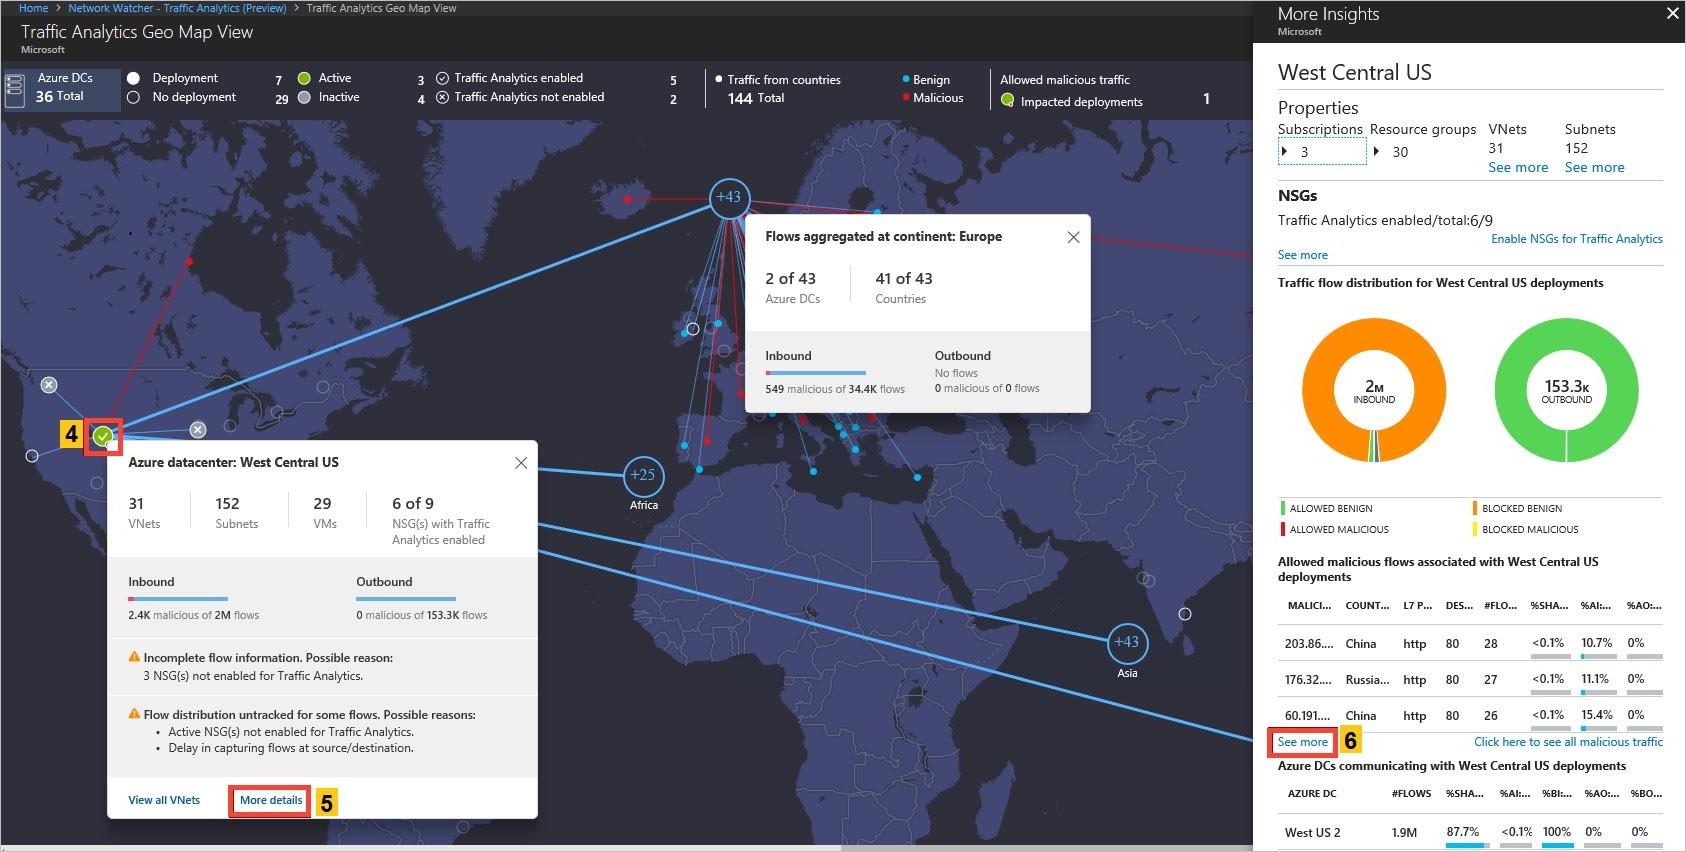 Home > Network Watcher - Traffic Analytics (Preview) > Traffic Analytics Geo Map View
Traffic Analytics Geo Map View
Microsoft
Azure DCs
36 Total
Deployment 7
No deployment 29
Active 3
Inactive 4
Traffic Analytics enabled 5
Traffic Analytics not enabled 2
Traffic from countries
144 Total
Benign
Malicious
Allowed malicious traffic
Impacted deployments 1
+43
Flows aggregated at continent: Europe
2 of 43
Azure DCs
41 of 43
Countries
Inbound
549 malicious of 34.4K flows
Outbound
No flows
0 malicious of 0 flows
4
Azure datacenter: West Central US
31
VNets
152
Subnets
29
VMs
6 of 9
NSG(s) with Traffic
Analytics enabled
Inbound
2.4K malicious of 2M flows
Outbound
0 malicious of 153.3K flows
Incomplete flow information. Possible reason:
3 NSG(s) not enabled for Traffic Analytics.
Flow distribution untracked for some flows. Possible reasons:
• Active NSG(s) not enabled for Traffic Analytics.
• Delay in capturing flows at source/destination.
View all VNets
More details
5
+25
Africa
+43
Asia
More Insights
Microsoft
West Central US
Properties
Subscriptions Resource groups VNets Subnets
3 30 31 152
See more See more
NSGs
Traffic Analytics enabled/total:6/9
Enable NSGs for Traffic Analytics
See more
Traffic flow distribution for West Central US deployments
2M
INBOUND
153.3K
OUTBOUND
ALLOWED BENIGN
BLOCKED BENIGN
ALLOWED MALICIOUS
BLOCKED MALICIOUS
Allowed malicious flows associated with West Central US
deployments
MALICI... COUNT... L7 P... DES... #FLO... %SHA... %AI:... %AO:...
203.86.... China http 80 28 <0.1% 10.7% 0%
176.32.... Russia... http 80 27 <0.1% 11.1% 0%
60.191.... China http 80 26 <0.1% 15.4% 0%
See more
6
Click here to see all malicious traffic
Azure DCs communicating with West Central US deployments
AZURE DC #FLOWS %SHA... %AI:... %BI:... %AO:... %BO...
West US 2 1.9M 87.7% <0.1% 100% 0% 0%